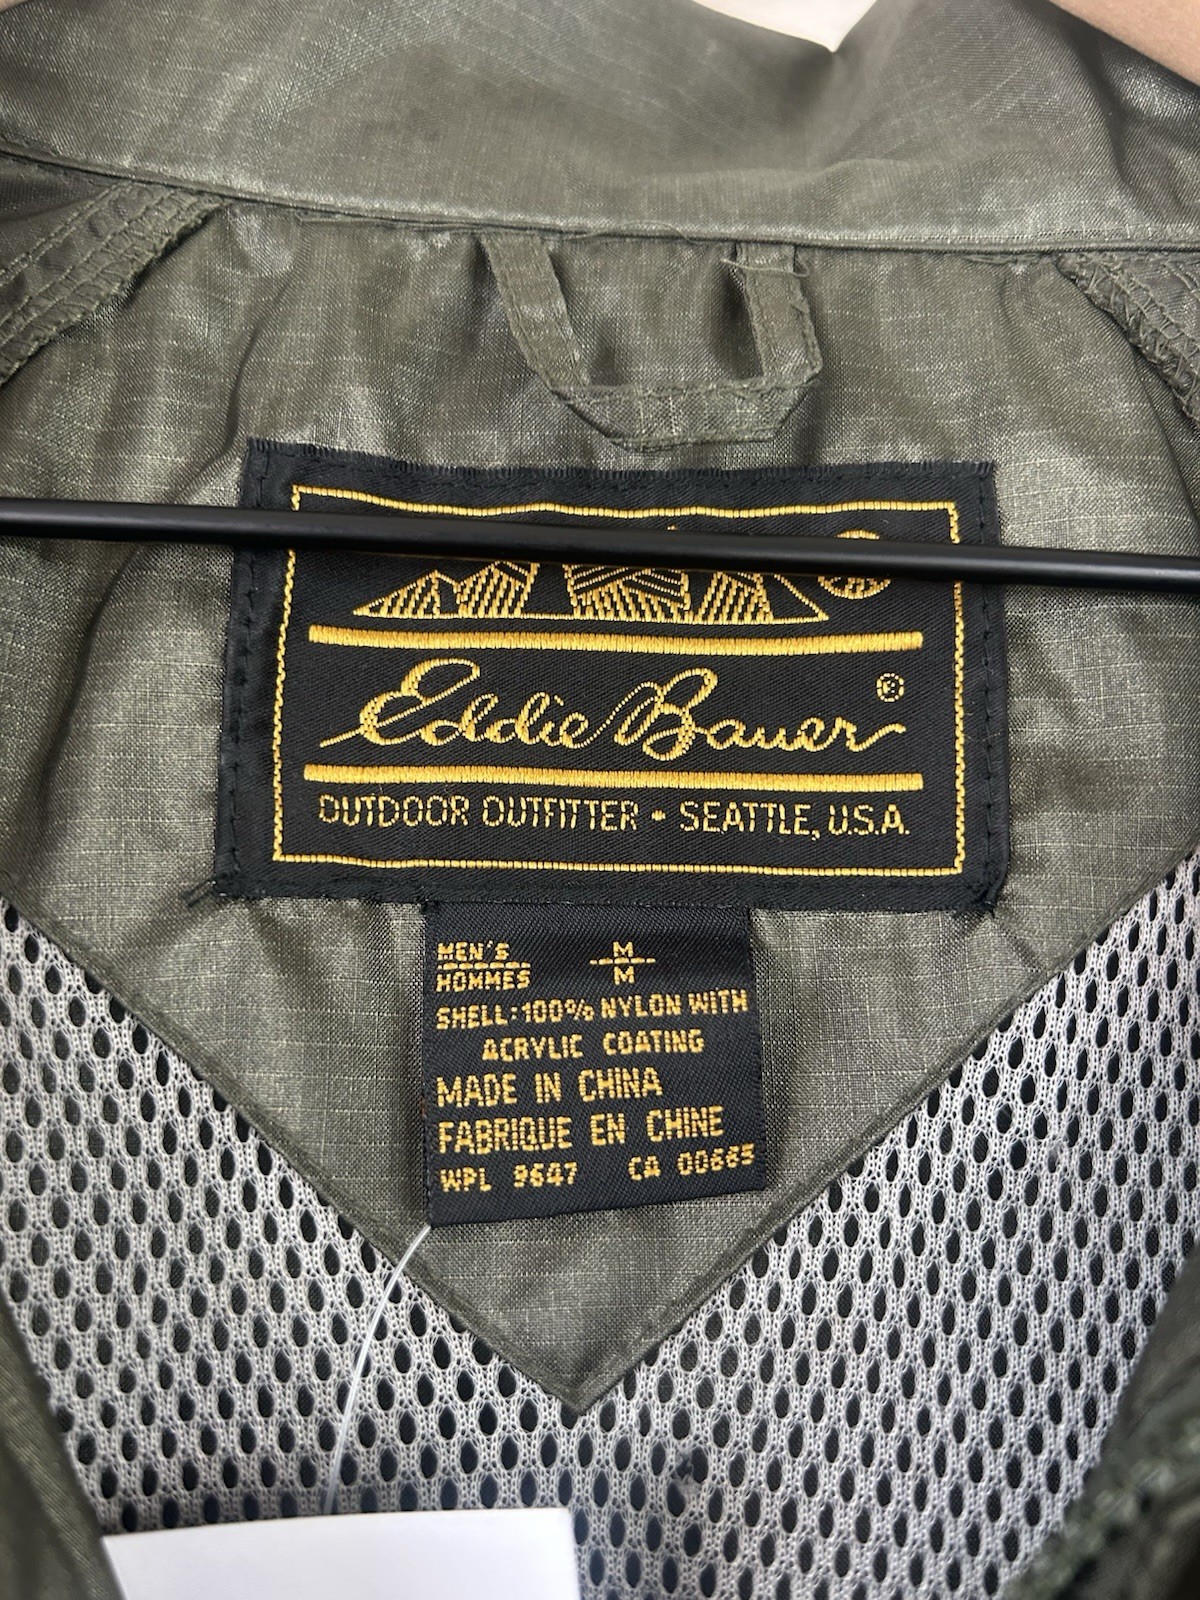 Eddie Bauer ®
OUTDOOR OUTFITTER • SEATTLE, U.S.A.
MEN'S M
HOMMES M
SHELL: 100% NYLON WITH
ACRYLIC COATING
MADE IN CHINA
FABRIQUE EN CHINE
WPL 9647 CA 00665